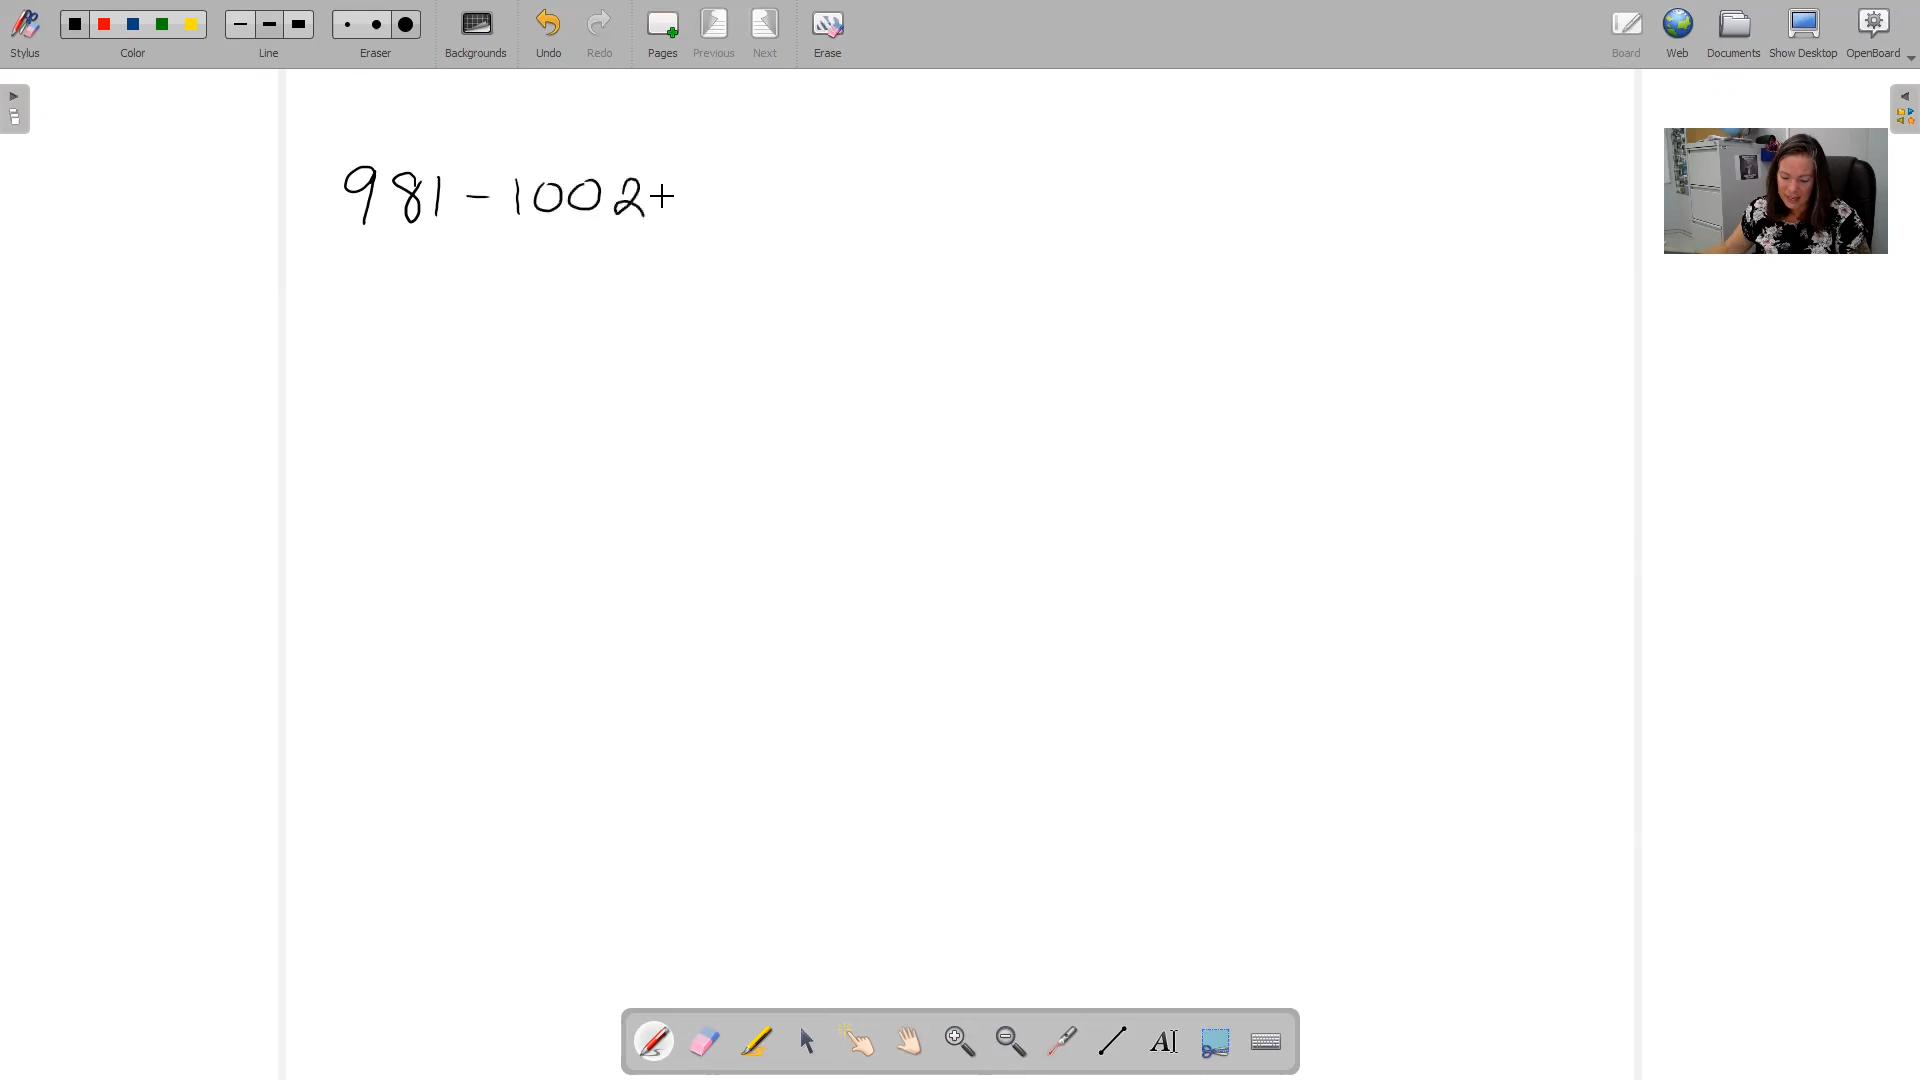 Stylus Color Line Eraser Backgrounds Undo Redo Pages Previous Next Erase Board Web Documents Show Desktop OpenBoard
981 - 1002
AI